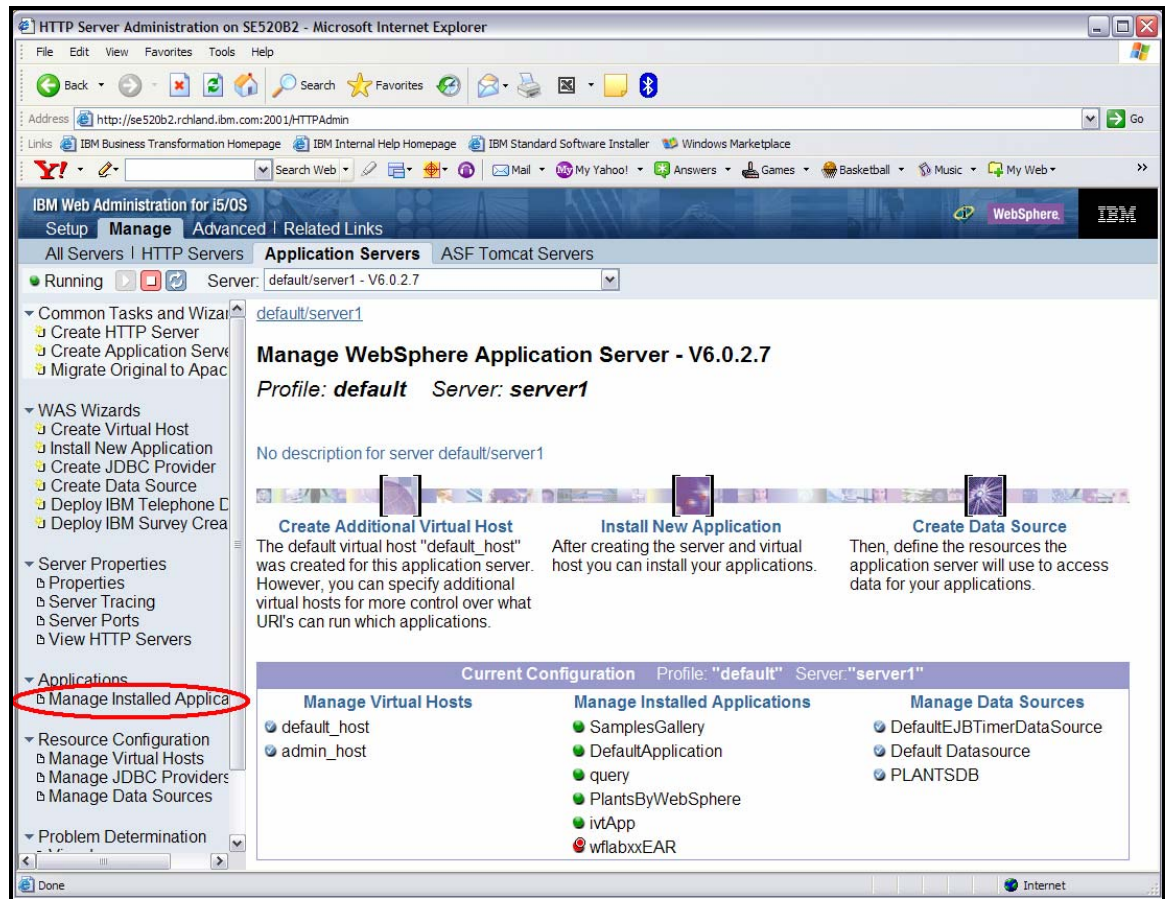 HTTP Server Administration on SE520B2 - Microsoft Internet Explorer
File Edit View Favorites Tools Help
Back Search Favorites
Address http://se520b2.rchland.ibm.com:2001/HTTPAdmin Go
Links IBM Business Transformation Homepage IBM Internal Help Homepage IBM Standard Software Installer Windows Marketplace
Y! Search Web Mail My Yahoo! Answers Games Basketball Music My Web >>
IBM Web Administration for i5/OS
WebSphere. IBM
Setup Manage Advanced | Related Links
All Servers | HTTP Servers Application Servers ASF Tomcat Servers
Running Server: default/server1 - V6.0.2.7
Common Tasks and Wizar
Create HTTP Server
Create Application Serve
Migrate Original to Apac
WAS Wizards
Create Virtual Host
Install New Application
Create JDBC Provider
Create Data Source
Deploy IBM Telephone D
Deploy IBM Survey Crea
Server Properties
Properties
Server Tracing
Server Ports
View HTTP Servers
Applications
Manage Installed Applica
Resource Configuration
Manage Virtual Hosts
Manage JDBC Providers
Manage Data Sources
Problem Determination
default/server1
Manage WebSphere Application Server - V6.0.2.7
Profile: default Server: server1
No description for server default/server1
Create Additional Virtual Host
The default virtual host "default_host"
was created for this application server.
However, you can specify additional
virtual hosts for more control over what
URI's can run which applications.
Install New Application
After creating the server and virtual
host you can install your applications.
Create Data Source
Then, define the resources the
application server will use to access
data for your applications.
Current Configuration Profile: "default" Server:"server1"
Manage Virtual Hosts
default_host
admin_host
Manage Installed Applications
SamplesGallery
DefaultApplication
query
PlantsByWebSphere
ivtApp
wflabxxEAR
Manage Data Sources
DefaultEJBTimerDataSource
Default Datasource
PLANTSDB
Done Internet